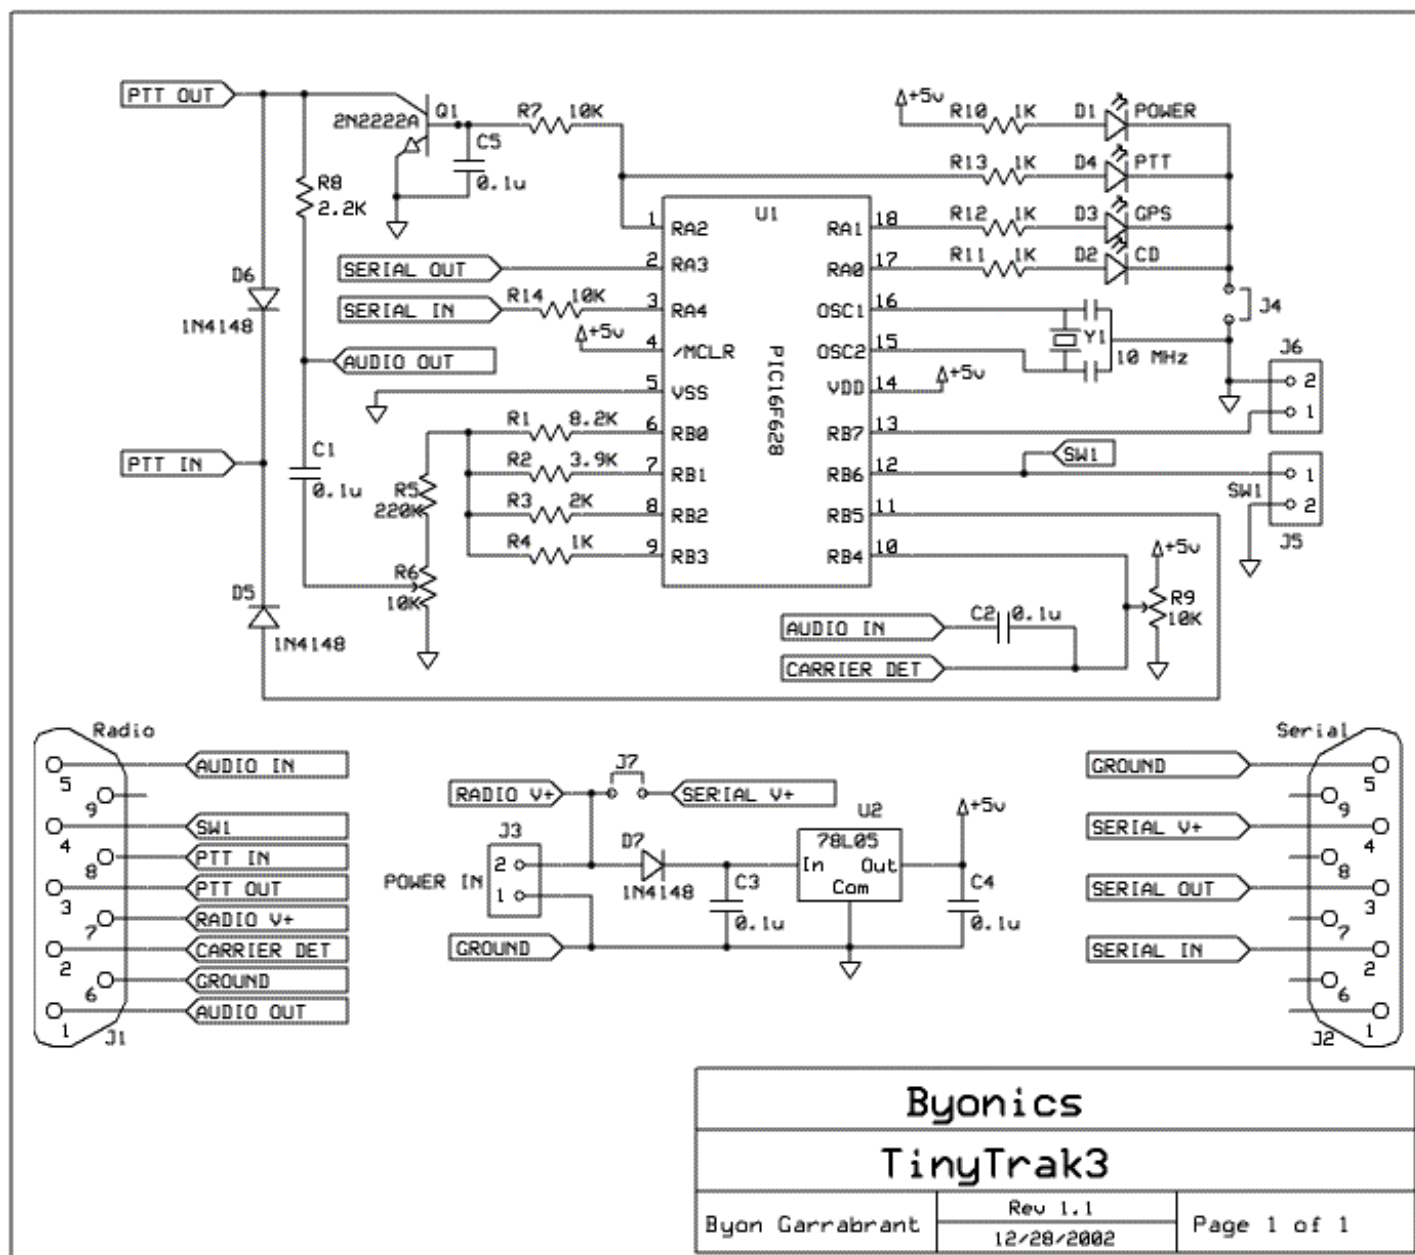 PTT OUT
2N2222A
Q1
R7 10K
C5
0.1u
R8
2.2K
+5v
R10 1K D1 POWER
R13 1K D4 PTT
R12 1K D3 GPS
R11 1K D2 CD
SERIAL OUT
SERIAL IN
R14 10K
+5v
D6
1N4148
AUDIO OUT
PTT IN
C1
0.1u
R5
220K
R6
10K
D5
1N4148
R1 8.2K
R2 3.9K
R3 2K
R4 1K
U1
PIC16F628
1 RA2
2 RA3
3 RA4
4 /MCLR
5 VSS
6 RB0
7 RB1
8 RB2
9 RB3
RA1 18
RA0 17
OSC1 16
OSC2 15
VDD 14
RB7 13
RB6 12
RB5 11
RB4 10
Y1
10 MHz
+5v
J4
J6
2
1
SW1
SW1
1
2
J5
+5v
R9
10K
AUDIO IN
C2 0.1u
CARRIER DET
Radio
5 AUDIO IN
9
4 SW1
8 PTT IN
3 PTT OUT
7 RADIO V+
2 CARRIER DET
6 GROUND
1 AUDIO OUT
J1
J7
RADIO V+
SERIAL V+
J3
POWER IN
2
1
D7
1N4148
C3
0.1u
U2
78L05
In Out
Com
+5v
C4
0.1u
GROUND
Serial
GROUND 5
9
SERIAL V+ 4
8
SERIAL OUT 3
7
SERIAL IN 2
6
1
J2
Byonics
TinyTrak3
Byon Garrabrant
Rev 1.1
12/28/2002
Page 1 of 1